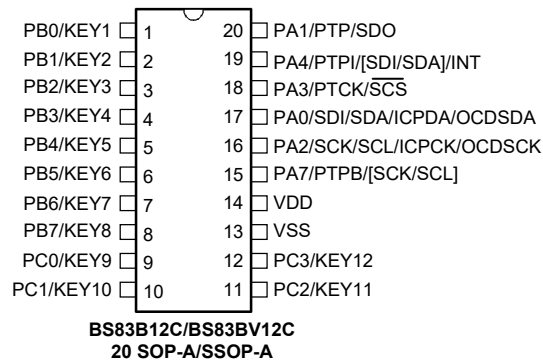 PB0/KEY1 1 20 PA1/PTP/SDO
PB1/KEY2 2 19 PA4/PTPI/[SDI/SDA]/INT
PB2/KEY3 3 18 PA3/PTCK/SCS
PB3/KEY4 4 17 PA0/SDI/SDA/ICPDA/OCDSDA
PB4/KEY5 5 16 PA2/SCK/SCL/ICPCK/OCDSCK
PB5/KEY6 6 15 PA7/PTPB/[SCK/SCL]
PB6/KEY7 7 14 VDD
PB7/KEY8 8 13 VSS
PC0/KEY9 9 12 PC3/KEY12
PC1/KEY10 10 11 PC2/KEY11
BS83B12C/BS83BV12C
20 SOP-A/SSOP-A